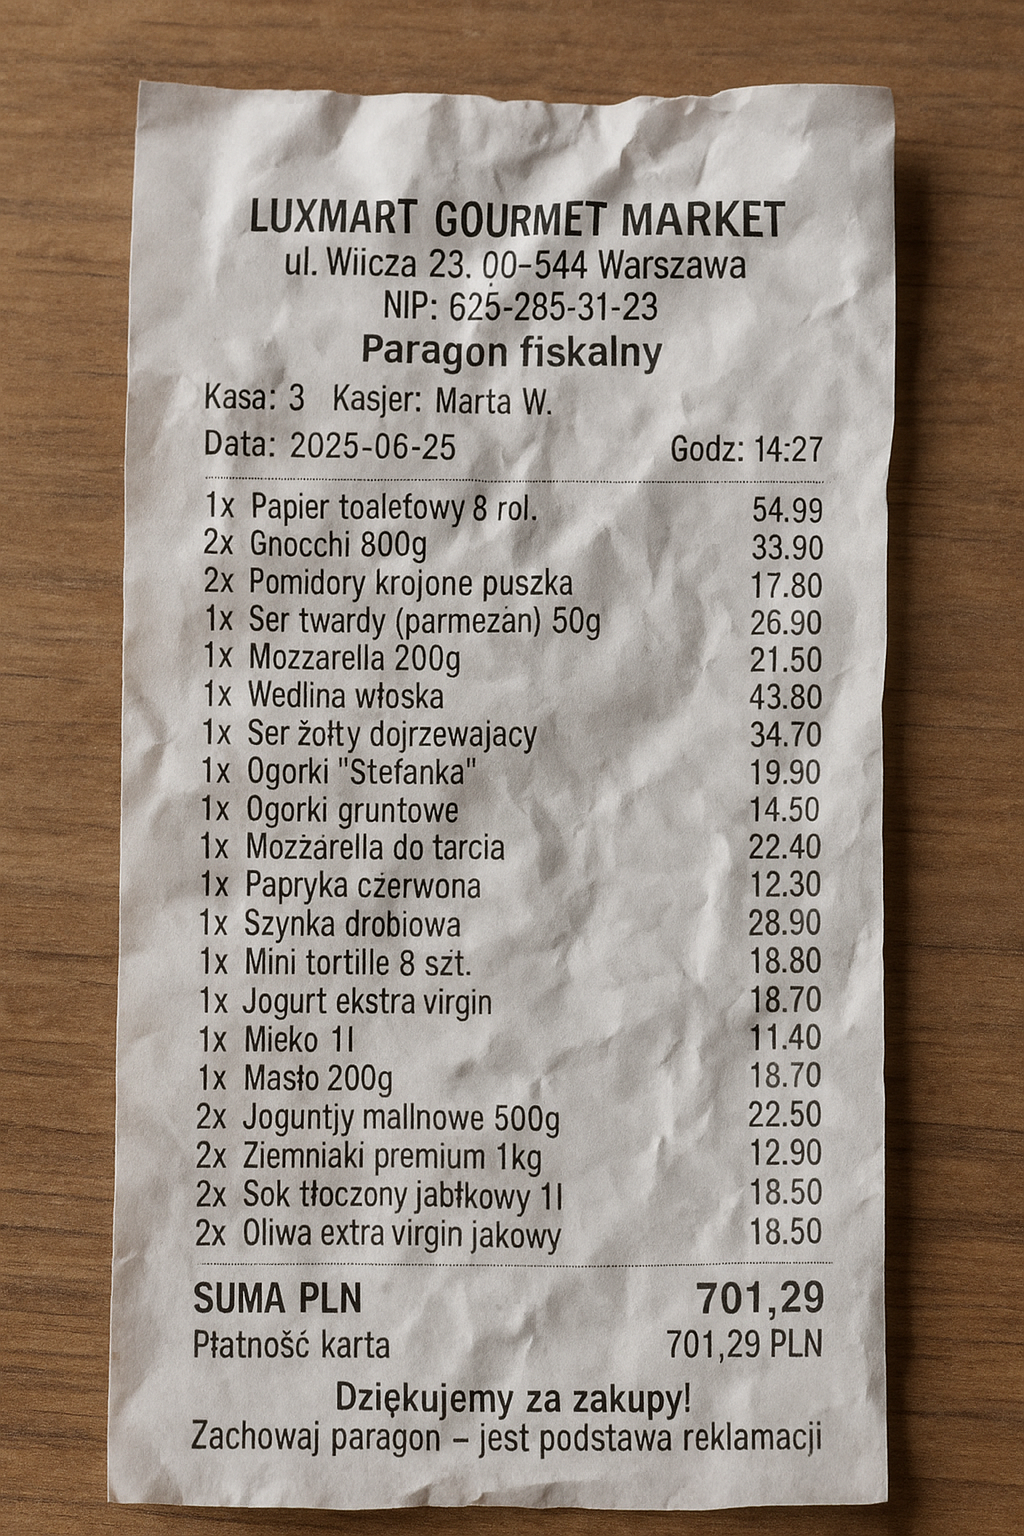 LUXMART GOURMET MARKET
ul. Wiicza 23. 00-544 Warszawa
NIP: 625-285-31-23
Paragon fiskalny
Kasa: 3 Kasjer: Marta W.
Data: 2025-06-25 Godz: 14:27
1x Papier toalefowy 8 rol. 54.99
2x Gnocchi 800g 33.90
2x Pomidory krojone puszka 17.80
1x Ser twardy (parmeżan) 50g 26.90
1x Mozzarella 200g 21.50
1x Wedlina włoska 43.80
1x Ser żołty dojrzewajacy 34.70
1x Ogorki "Stefanka" 19.90
1x Ogorki gruntowe 14.50
1x Mozżarella do tarcia 22.40
1x Papryka cżerwona 12.30
1x Szynka drobiowa 28.90
1x Mini tortille 8 szt. 18.80
1x Jogurt ekstra virgin 18.70
1x Mieko 1l 11.40
1x Masło 200g 18.70
2x Joguntjy mallnowe 500g 22.50
2x Ziemniaki premium 1kg 12.90
2x Sok tłoczony jabłkowy 1l 18.50
2x Oliwa extra virgin jakowy 18.50
SUMA PLN 701,29
Płatnošć karta 701,29 PLN
Dziękujemy za zakupy!
Zachowaj paragon – jest podstawa reklamacji